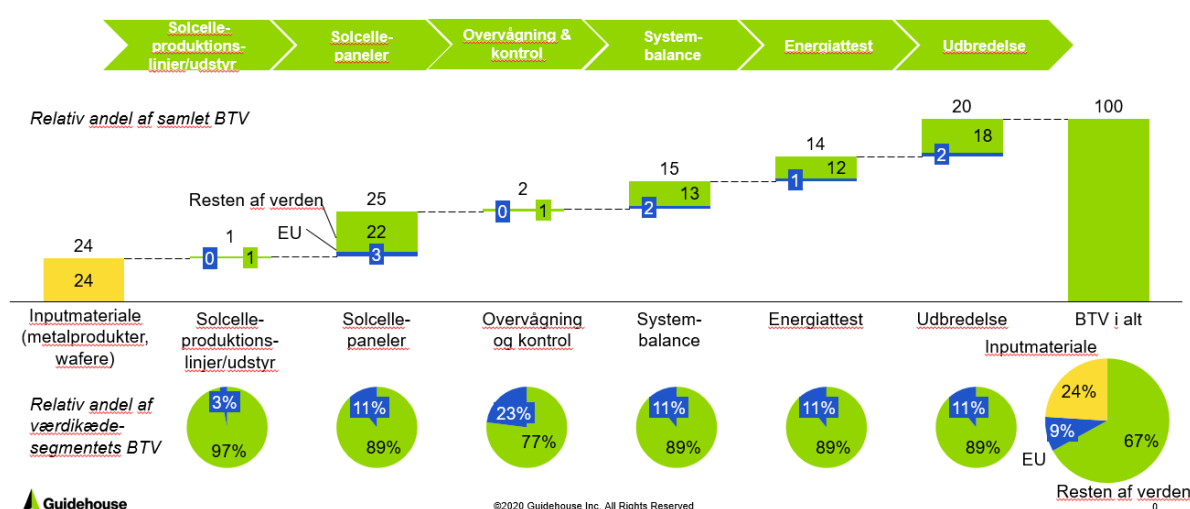 Solcelle-
produktions-
linjer/udstyr
Solcelle-
paneler
Overvågning &
kontrol
System-
balance
Energiattest
Udbredelse
Relativ andel af samlet BTV
24
24
1
0
1
Resten af verden
EU
25
22
3
2
0
1
15
13
2
14
12
1
20
18
2
100
Inputmateriale
(metalprodukter,
wafere)
Solcelle-
produktions-
linjer/udstyr
Solcelle-
paneler
Overvågning
og kontrol
System-
balance
Energiattest
Udbredelse
BTV i alt
Relativ andel af
værdikæde-
segmentets BTV
3%
97%
11%
89%
23%
77%
11%
89%
11%
89%
11%
89%
Inputmateriale
24%
9%
67%
EU
Resten af verden
Guidehouse
©2020 Guidehouse Inc. All Rights Reserved
0